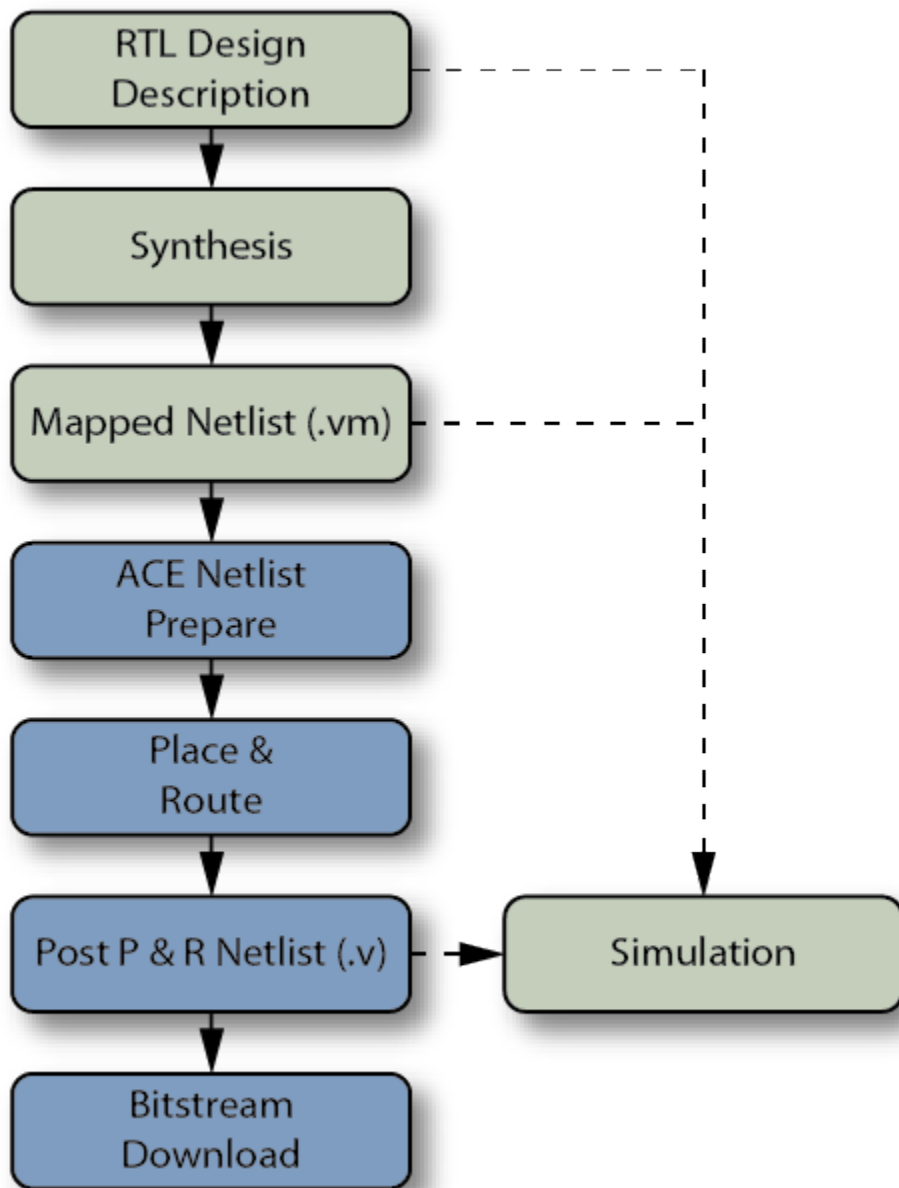 RTL Design
Description
Synthesis
Mapped Netlist (.vm)
ACE Netlist
Prepare
Place &
Route
Post P & R Netlist (.v)
Simulation
Bitstream
Download